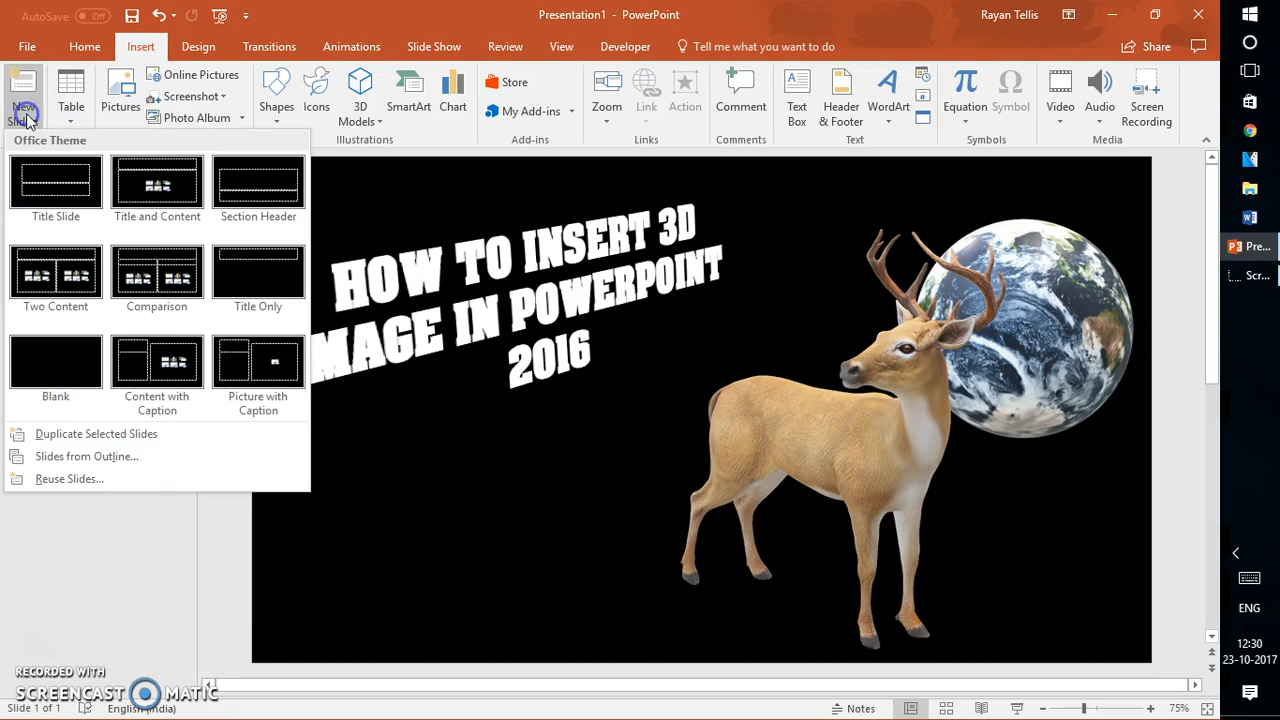 AutoSave Off
Presentation1 - PowerPoint
Rayan Tellis
File Home Insert Design Transitions Animations Slide Show Review View Developer Tell me what you want to do Share
New
Table
Pictures
Online Pictures
Screenshot
Photo Album
Shapes
Icons
3D
Models
SmartArt
Chart
Store
My Add-ins
Zoom
Link
Action
Comment
Text
Box
Header
& Footer
WordArt
Equation
Symbol
Video
Audio
Screen
Recording
Illustrations
Add-ins
Links
Comments
Text
Symbols
Media
Office Theme
Title Slide
Title and Content
Section Header
Two Content
Comparison
Title Only
Blank
Content with
Caption
Picture with
Caption
Duplicate Selected Slides
Slides from Outline...
Reuse Slides...
HOW TO INSERT 3D
MAGE IN POWERPOINT
2016
Pre...
Scr...
ENG
12:30
23-10-2017
RECORDED WITH
SCREENCAST MATIC
Slide 1 of 1
English (India)
Notes
75%